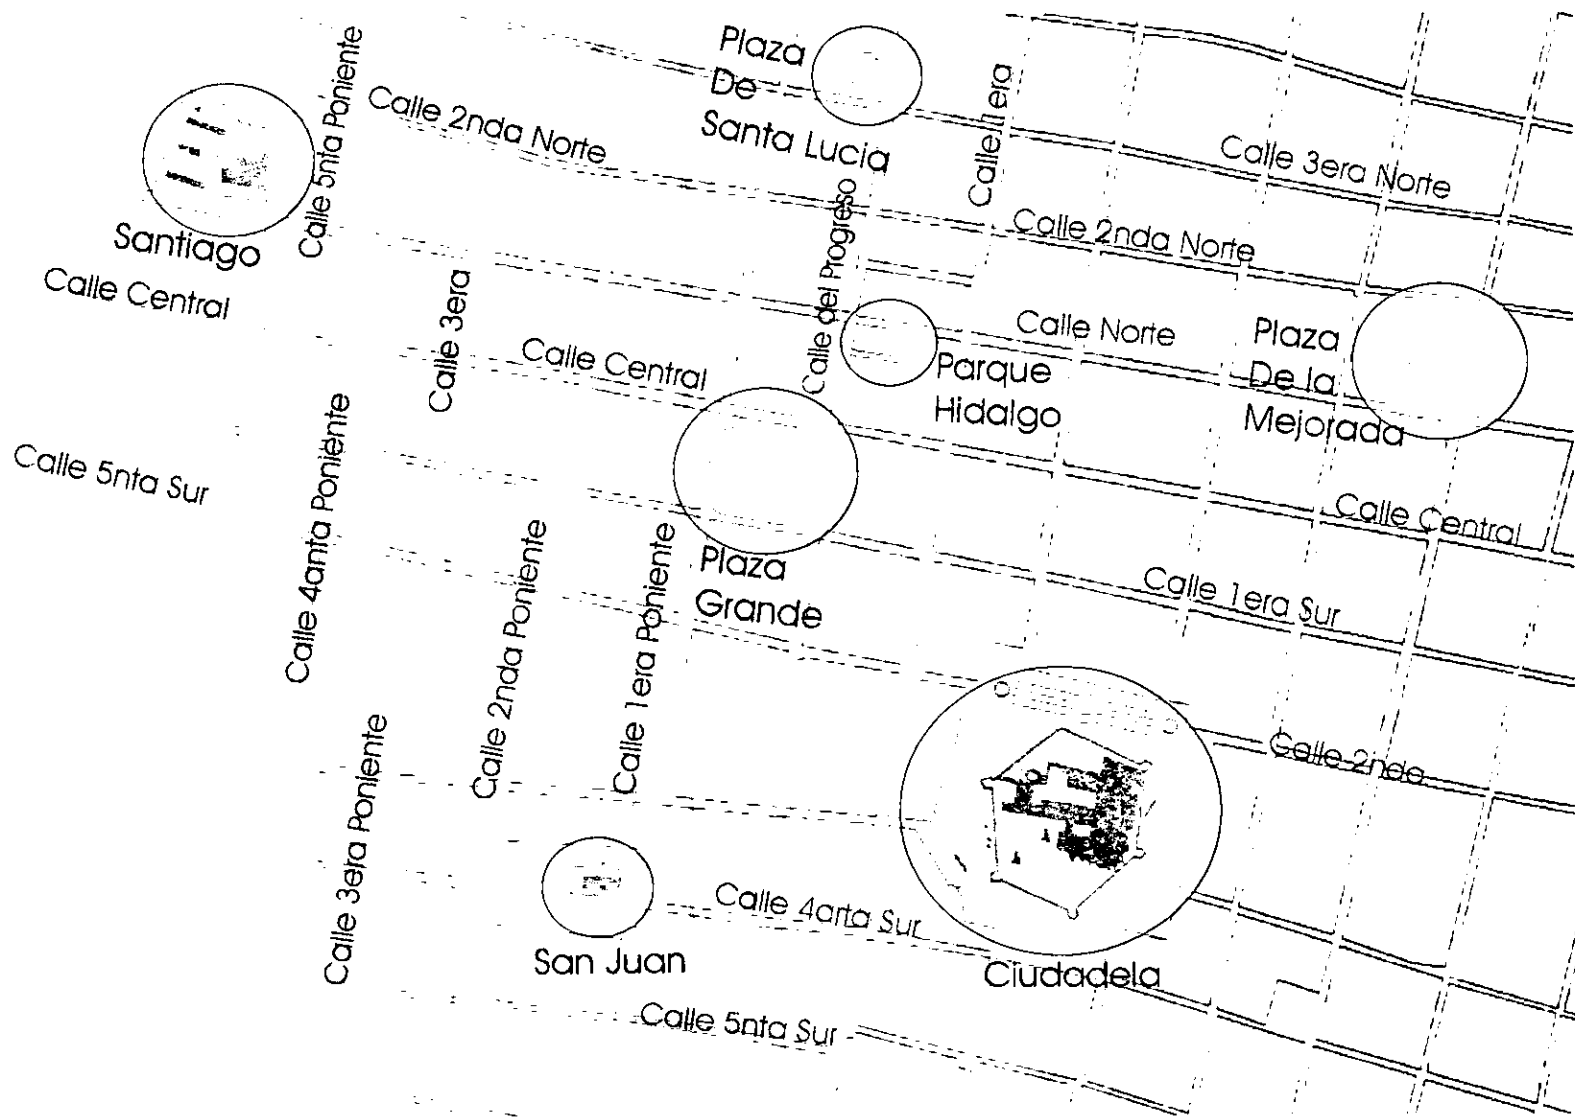 Plaza
De
Santa Lucia
Calle 5nta Poniente
Calle 2nda Norte
Calle 1era
Calle 3era Norte
Santiago
Calle 2nda Norte
Calle Central
Calle 3era
Calle del Progreso
Calle Norte
Plaza
De la
Mejorada
Calle Central
Parque
Hidalgo
Calle 5nta Sur
Calle 4anta Poniente
Calle Central
Plaza
Grande
Calle 1era Sur
Calle 2nda Poniente
Calle 1era Poniente
Calle 2nda
Calle 3era Poniente
Calle 4arta Sur
San Juan
Ciudadela
Calle 5nta Sur